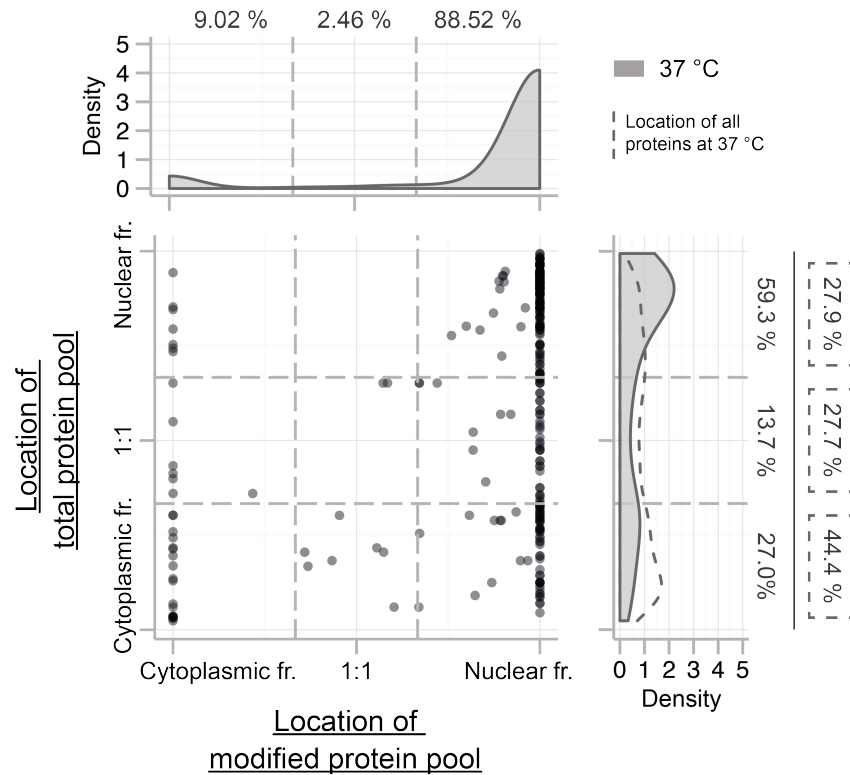 9.02 % 2.46 % 88.52 %
5
4
3
2
1
0
Density
37 °C
Location of all
proteins at 37 °C
Location of
total protein pool
Nuclear fr.
1:1
Cytoplasmic fr.
59.3 %
13.7 %
27.0%
27.9 %
27.7 %
44.4 %
Cytoplasmic fr. 1:1 Nuclear fr.
0 1 2 3 4 5
Density
Location of
modified protein pool